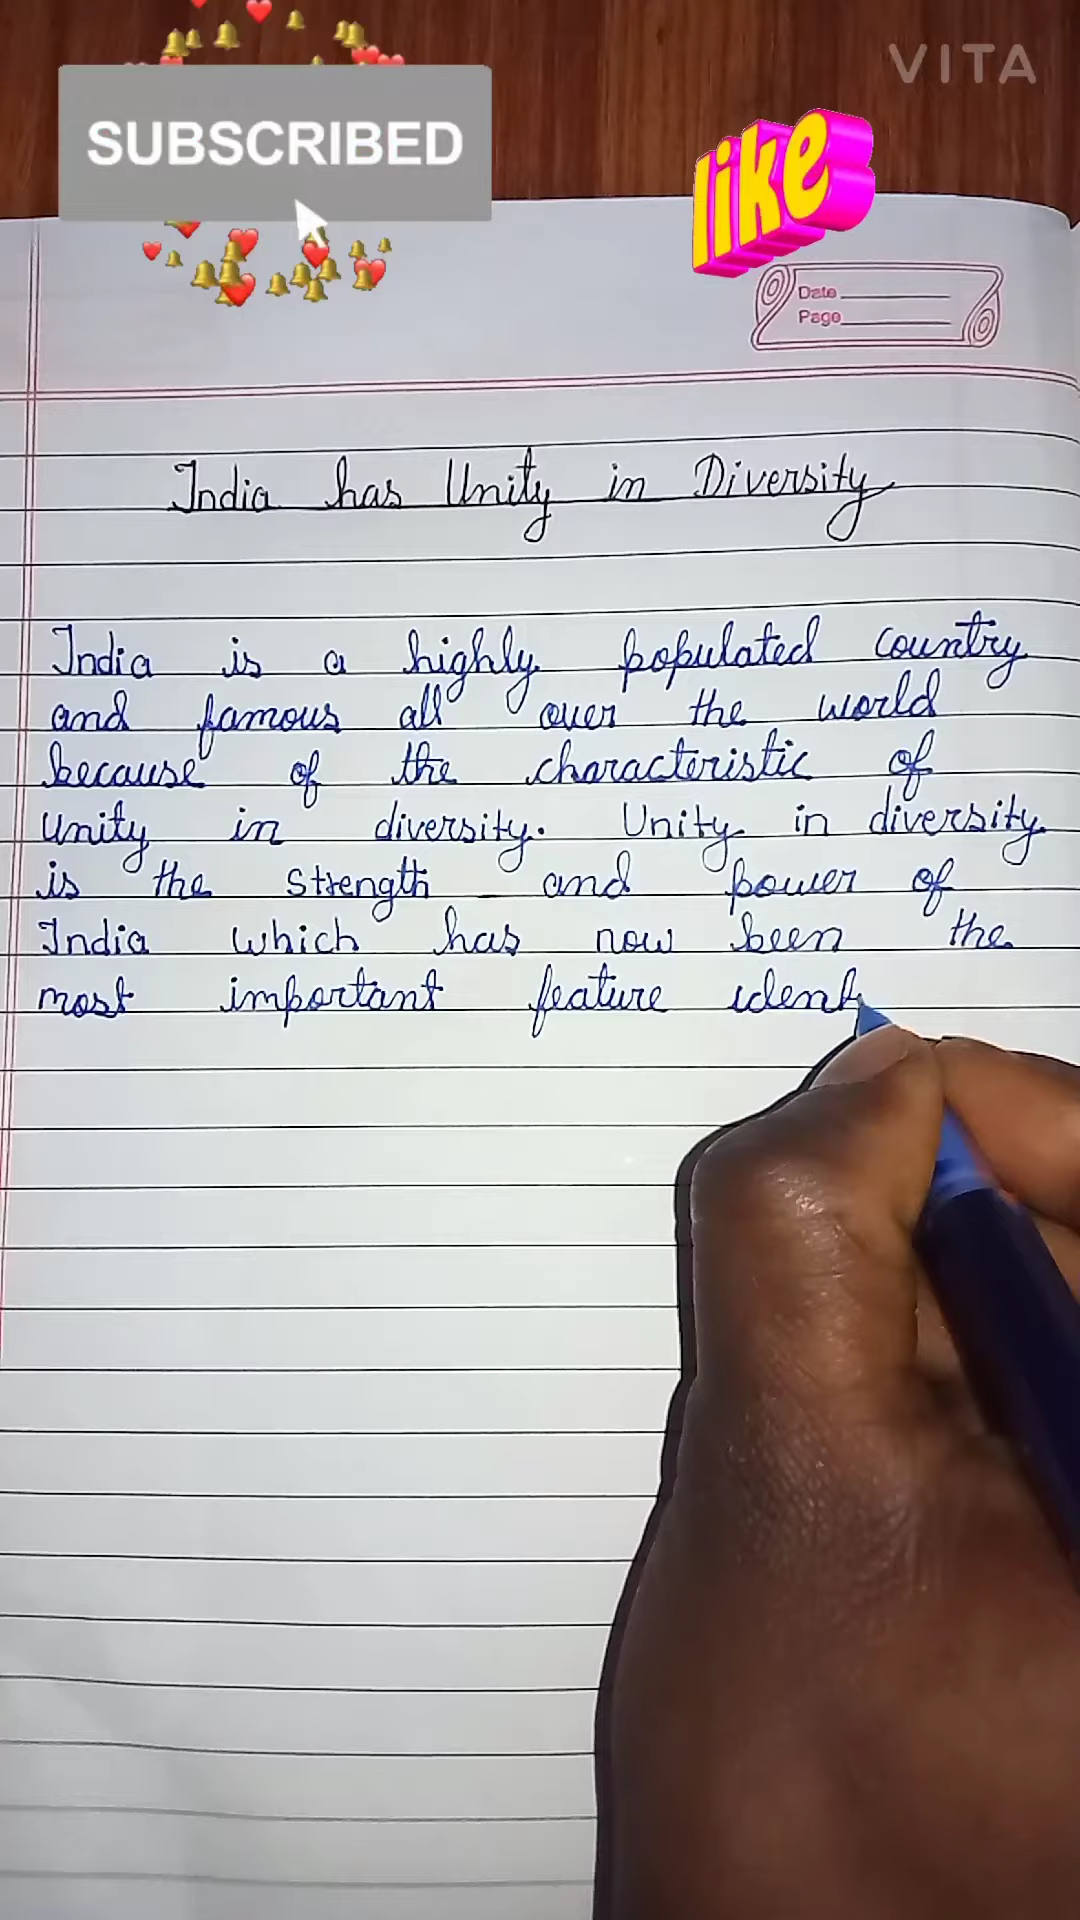 VITA
SUBSCRIBED
like
Date
Page
India has Unity in Diversity
India is a highly populated country
and famous all over the world
because of the characteristic of
unity in diversity. Unity in diversity
is the strength and power of
India which has now been the
most important feature